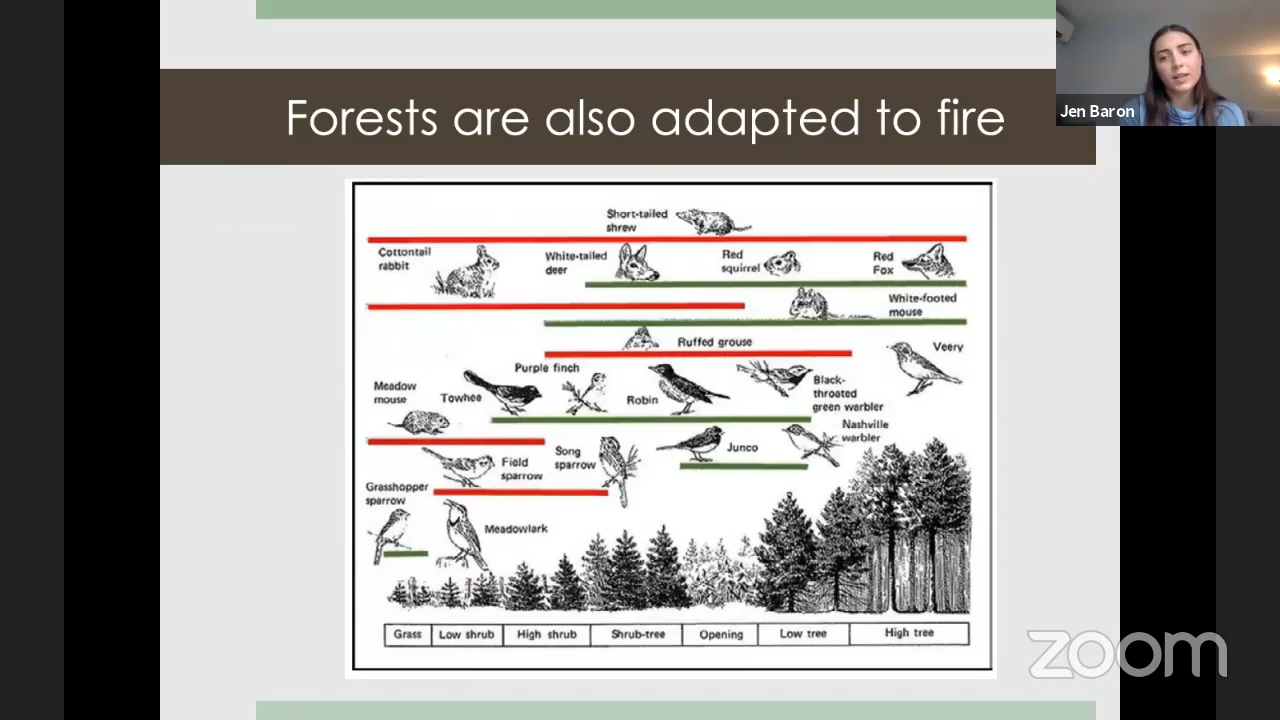 Forests are also adapted to fire
Jen Baron
Short-tailed
shrew
Cottontail
rabbit
White-tailed
deer
Red
squirrel
Red
Fox
White-footed
mouse
Ruffed grouse
Veery
Purple finch
Meadow
mouse
Towhee
Robin
Black-
throated
green warbler
Nashville
warbler
Junco
Song
sparrow
Field
sparrow
Grasshopper
sparrow
Meadowlark
Grass
Low shrub
High shrub
Shrub-tree
Opening
Low tree
High tree
zoom